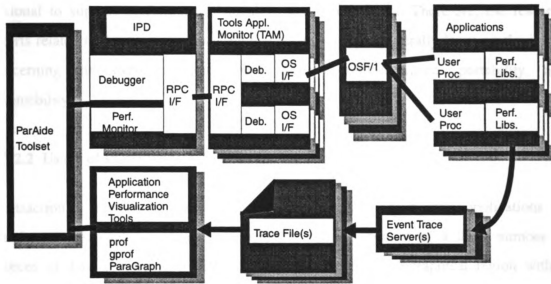 IPD
Debugger
Perf.
Monitor
RPC
I/F
Tools Appl.
Monitor (TAM)
RPC
I/F
Deb.
OS
I/F
Deb.
OS
I/F
OSF/1
Applications
User
Proc
Perf.
Libs.
User
Proc
Perf.
Libs.
ParAide
Toolset
Application
Performance
Visualization
Tools
prof
gprof
ParaGraph
Trace File(s)
Event Trace
Server(s)